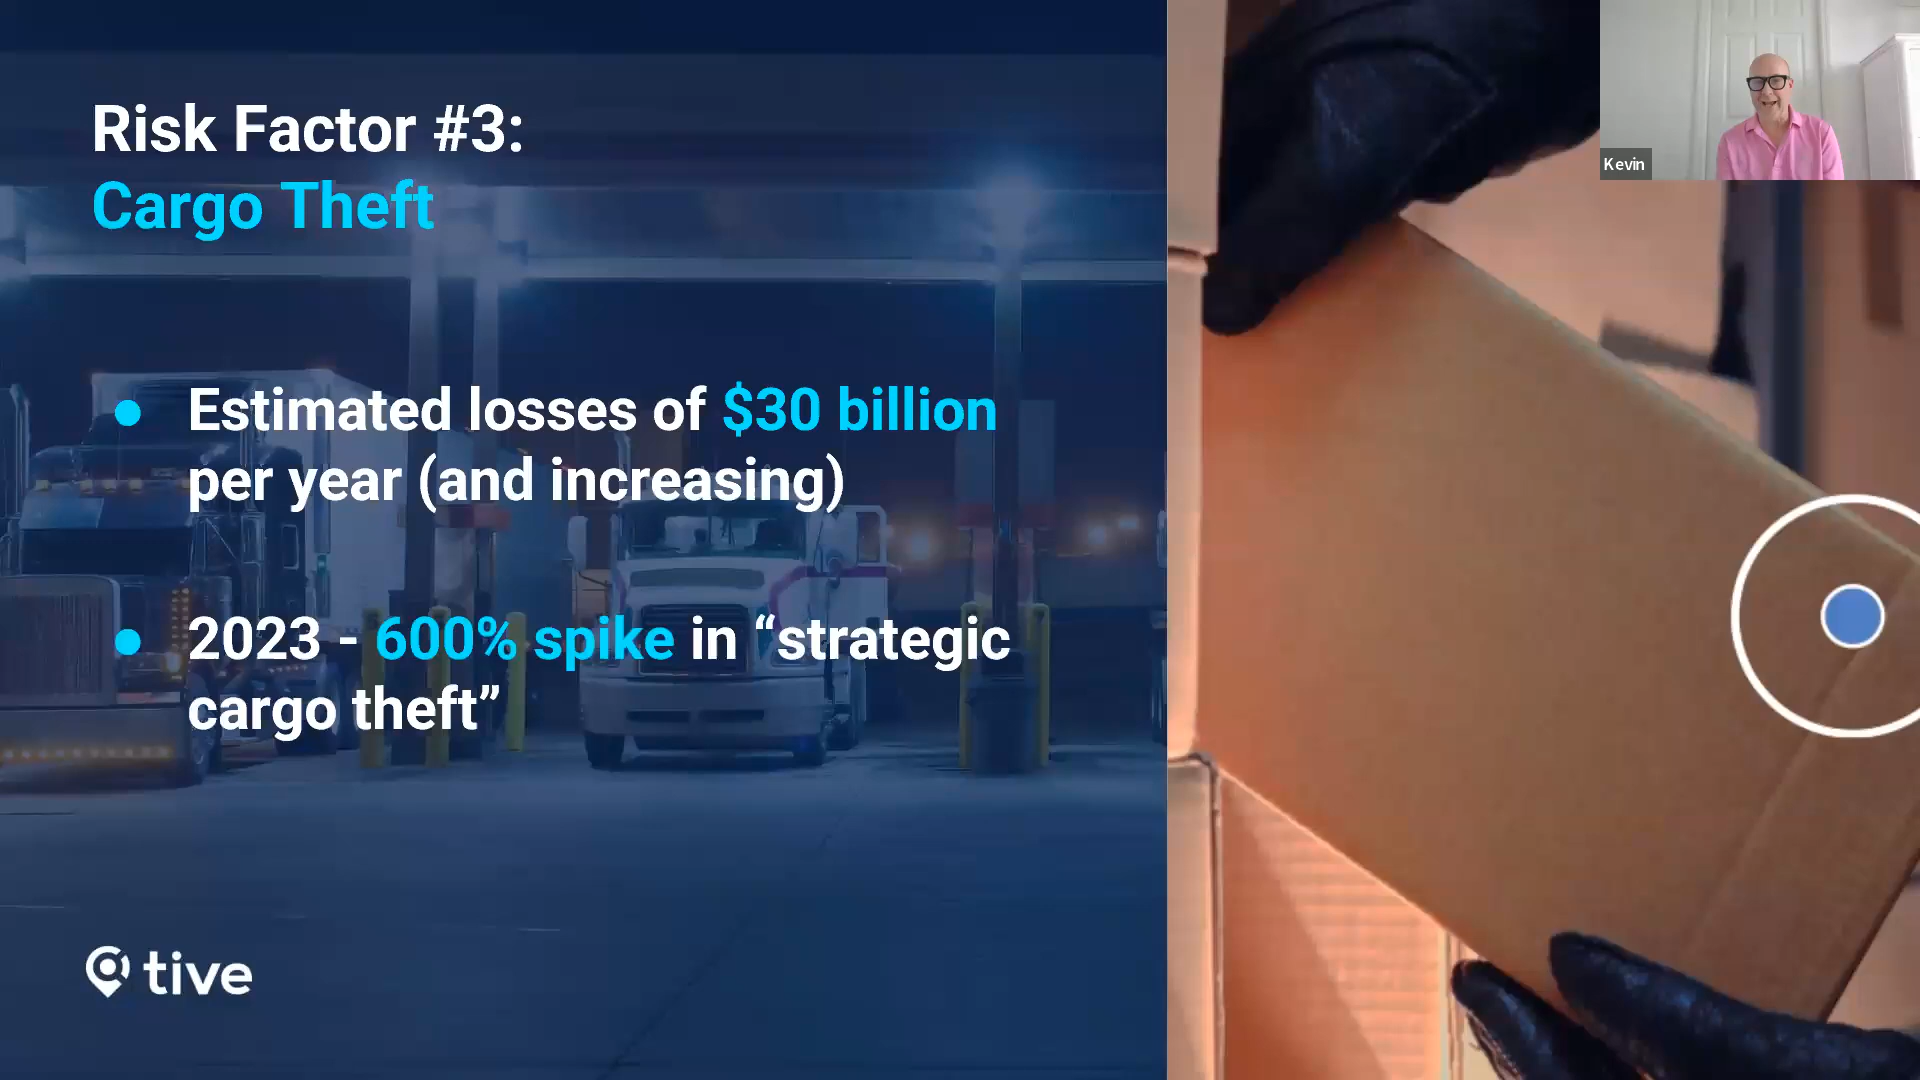 Risk Factor #3:
Cargo Theft
Estimated losses of $30 billion
per year (and increasing)
2023 - 600% spike in “strategic
cargo theft”
tive
Kevin